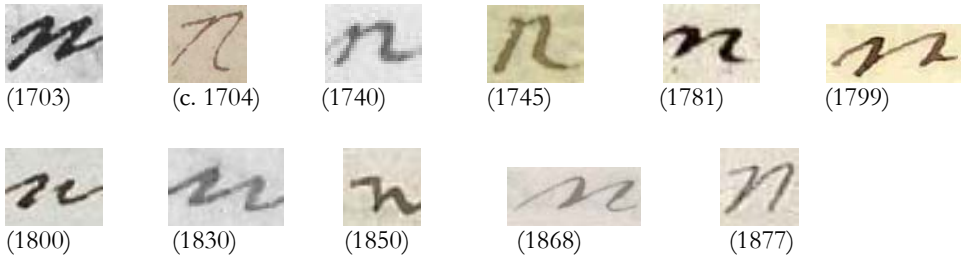 n n n n n n
(1703) (c. 1704) (1740) (1745) (1781) (1799)
n n n n n
(1800) (1830) (1850) (1868) (1877)